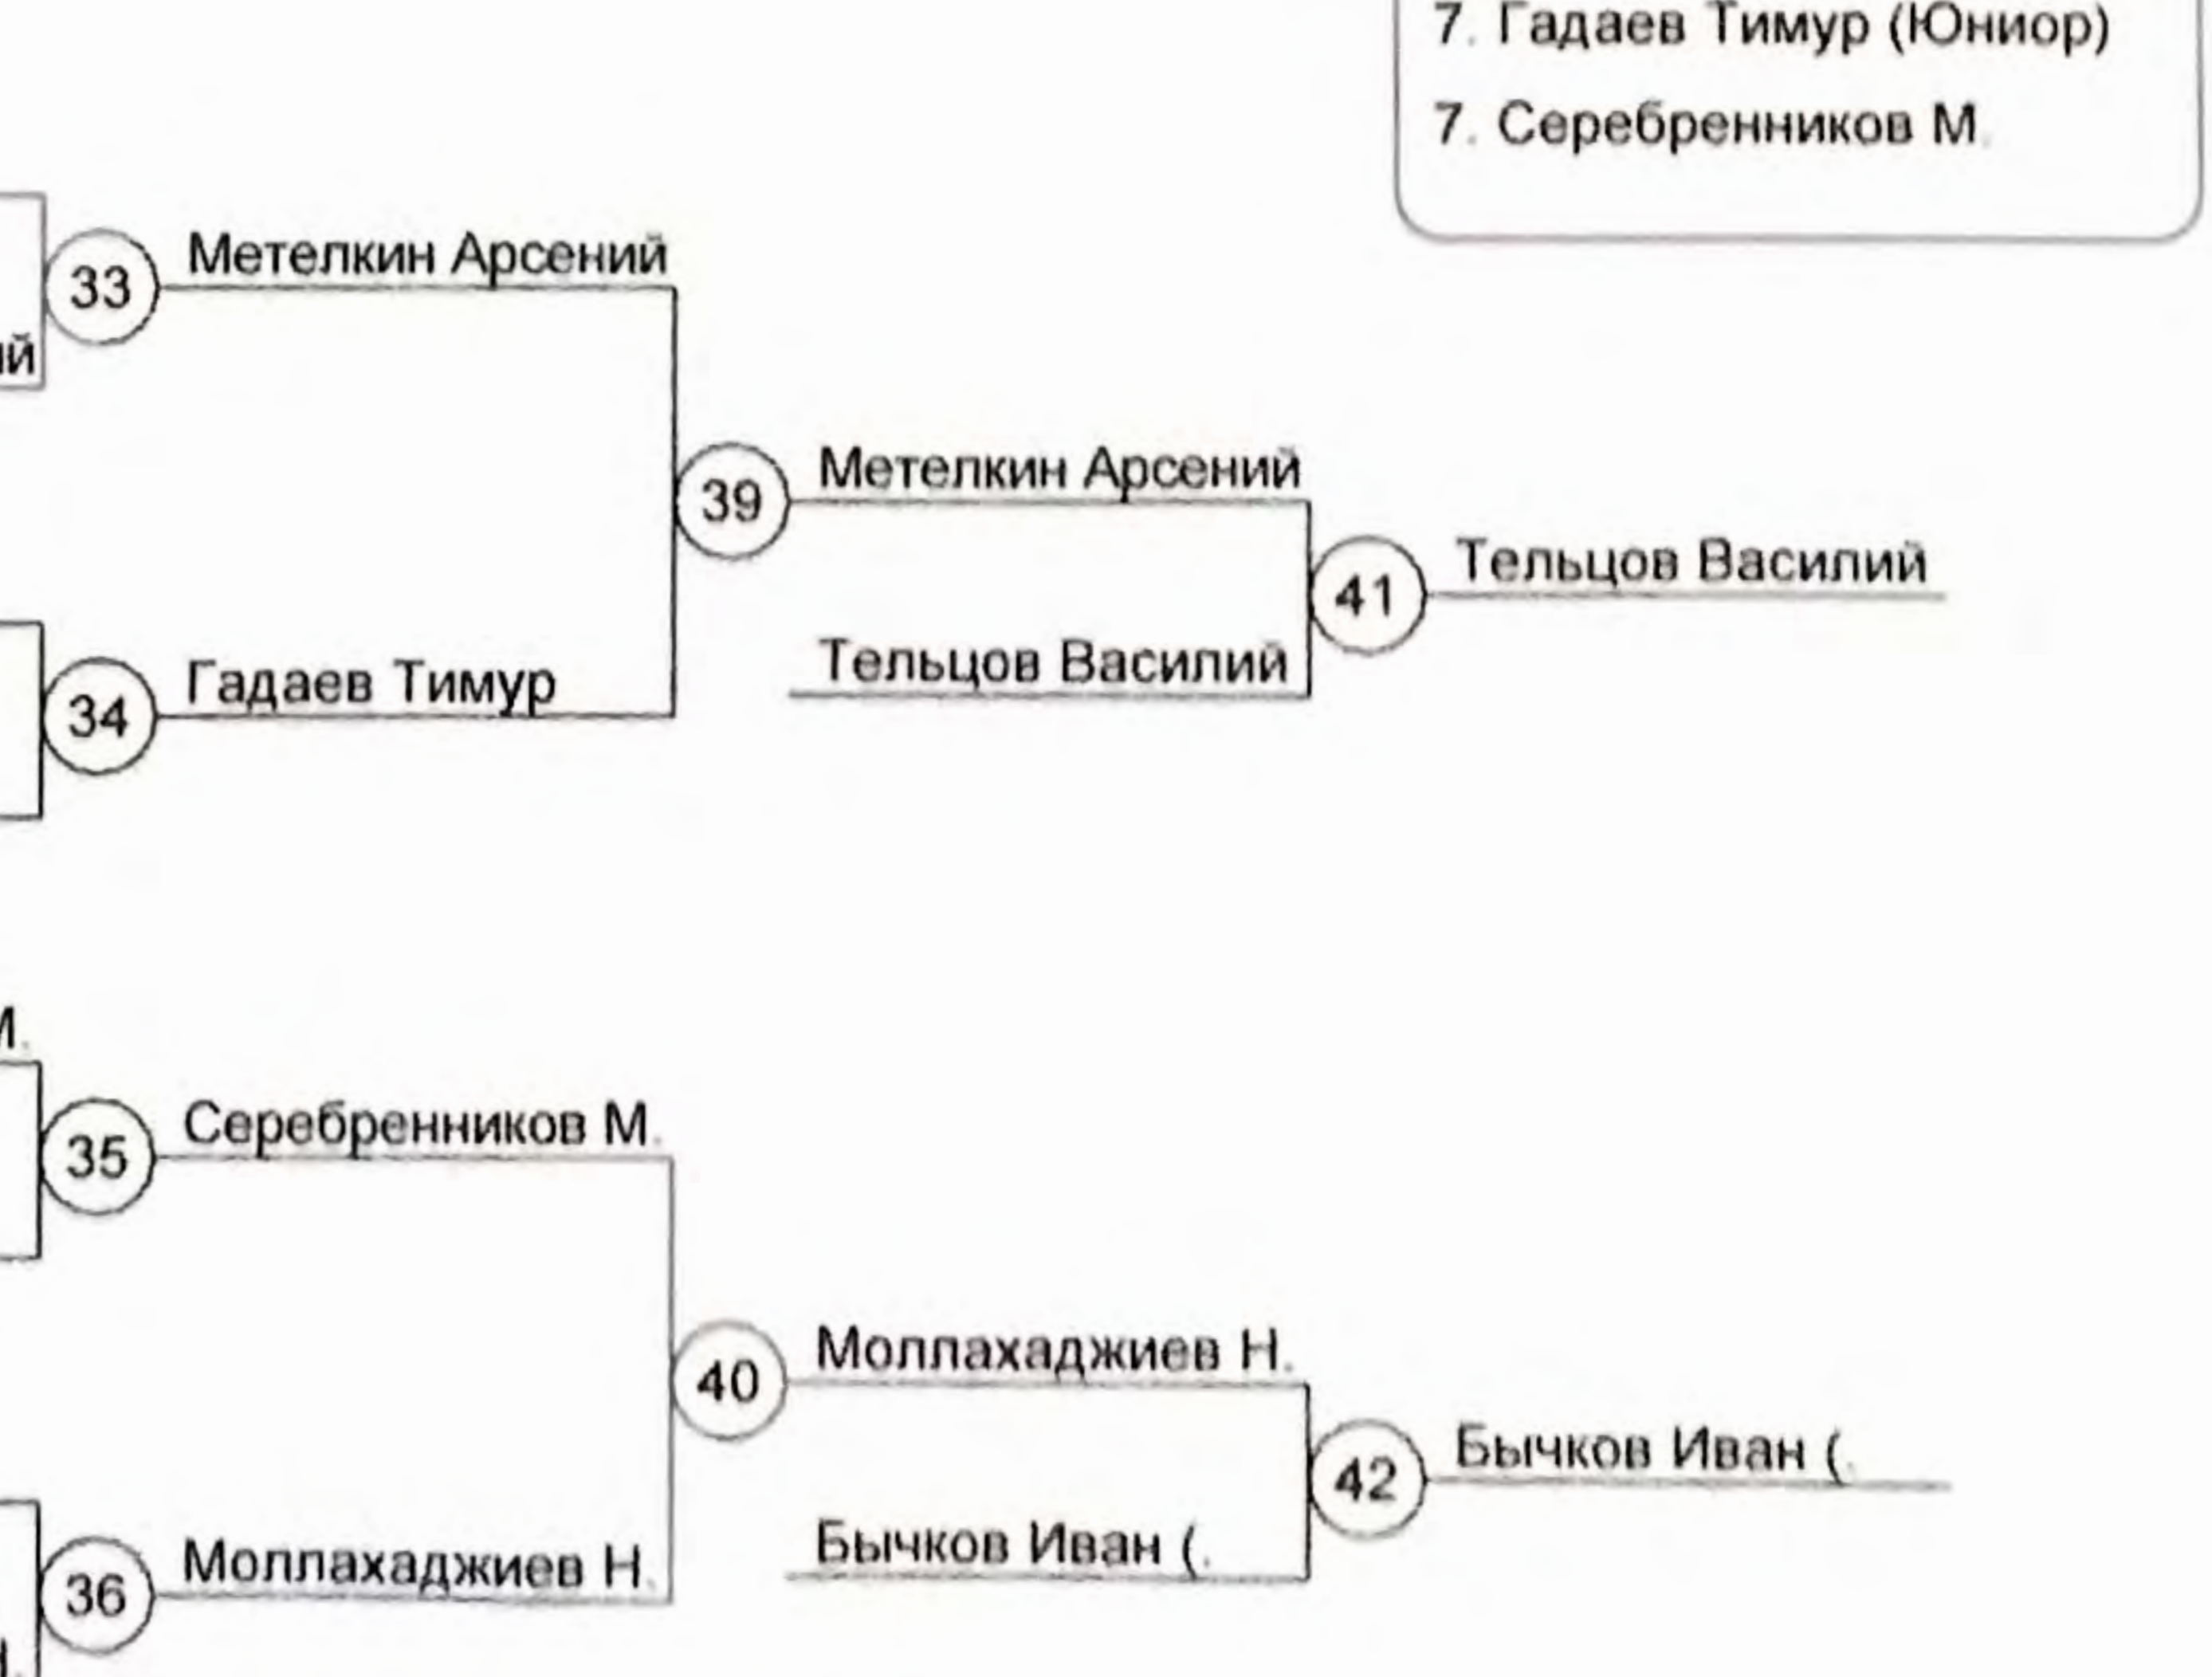 7. Гадаев Тимур (Юниор)
7. Серебренников М.
33 Метелкин Арсений
ий
39 Метелкин Арсений
41 Тельцов Василий
Тельцов Василий
34 Гадаев Тимур
М.
35 Серебренников М.
40 Моллахаджиев Н.
42 Бычков Иван (.
Бычков Иван (.
36 Моллахаджиев Н.